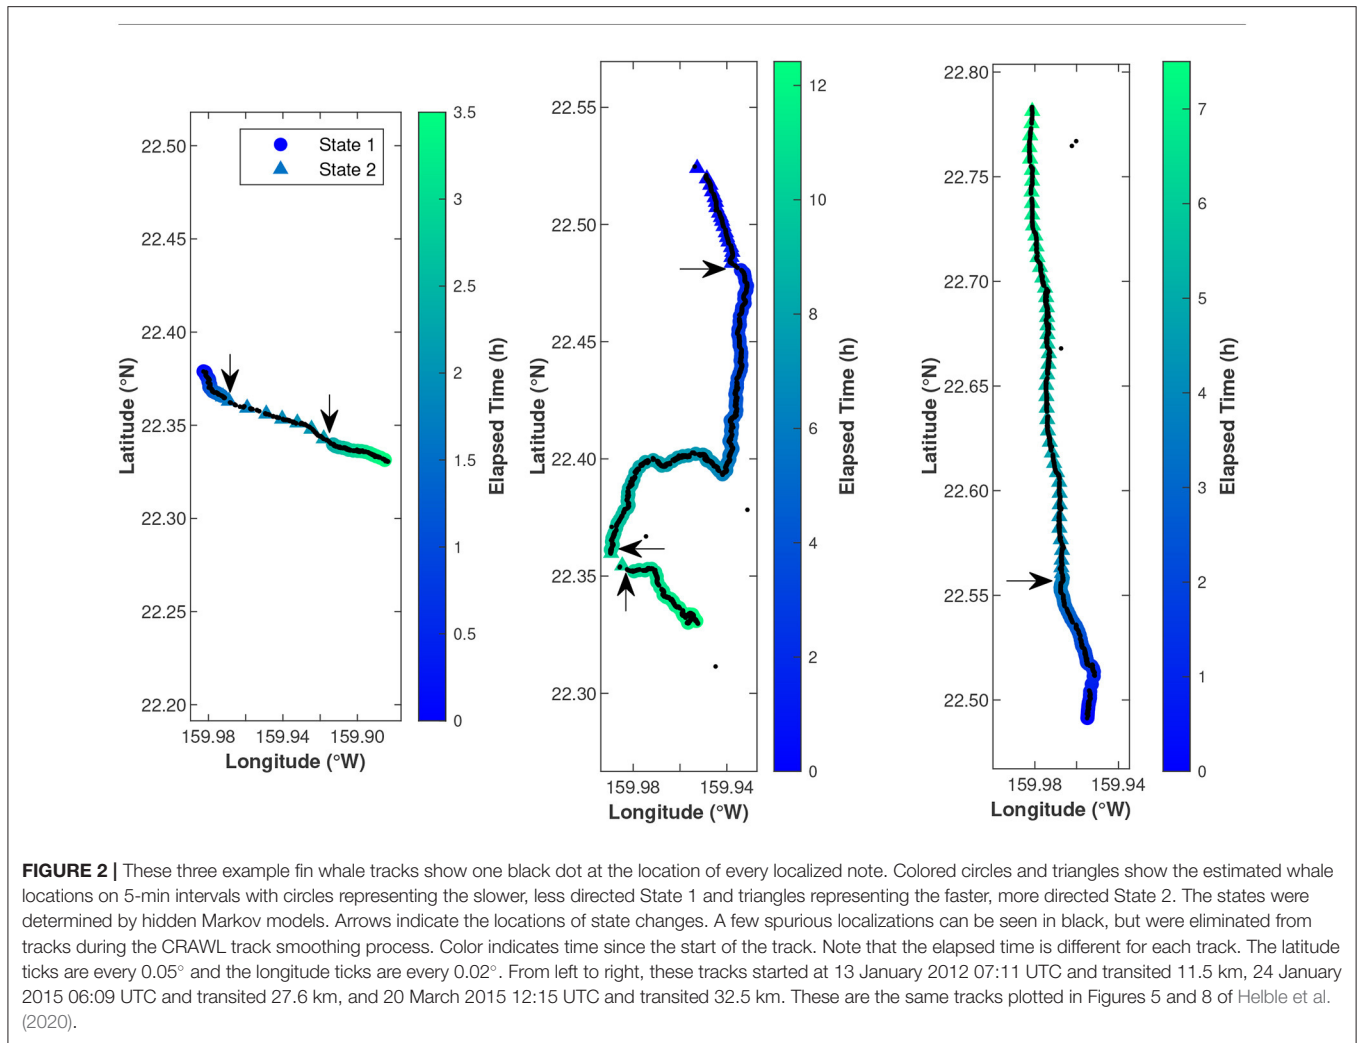 State 1
State 2
22.50
22.45
22.40
22.35
22.30
22.25
22.20
159.98 159.94 159.90
Longitude (°W)
Latitude (°N)
3.5
3
2.5
2
1.5
1
0.5
0
Elapsed Time (h)
22.55
22.50
22.45
22.40
22.35
22.30
159.98 159.94
Longitude (°W)
Latitude (°N)
12
10
8
6
4
2
0
Elapsed Time (h)
22.80
22.75
22.70
22.65
22.60
22.55
22.50
159.98 159.94
Longitude (°W)
Latitude (°N)
7
6
5
4
3
2
1
0
Elapsed Time (h)
FIGURE 2 | These three example fin whale tracks show one black dot at the location of every localized note. Colored circles and triangles show the estimated whale
locations on 5-min intervals with circles representing the slower, less directed State 1 and triangles representing the faster, more directed State 2. The states were
determined by hidden Markov models. Arrows indicate the locations of state changes. A few spurious localizations can be seen in black, but were eliminated from
tracks during the CRAWL track smoothing process. Color indicates time since the start of the track. Note that the elapsed time is different for each track. The latitude
ticks are every 0.05° and the longitude ticks are every 0.02°. From left to right, these tracks started at 13 January 2012 07:11 UTC and transited 11.5 km, 24 January
2015 06:09 UTC and transited 27.6 km, and 20 March 2015 12:15 UTC and transited 32.5 km. These are the same tracks plotted in Figures 5 and 8 of Helble et al.
(2020).